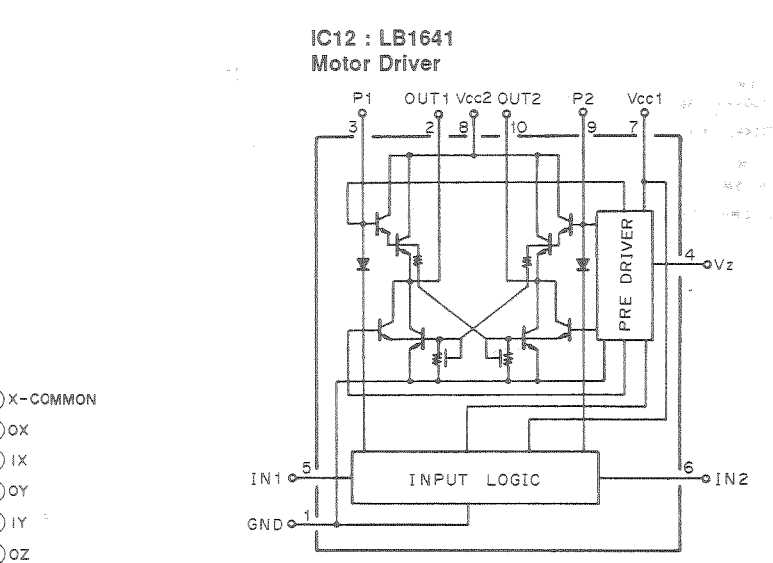 IC12 : LB1641
Motor Driver
P1 OUT1 Vcc2 OUT2 P2 Vcc1
3 2 8 10 9 7
4
Vz
PRE DRIVER
X-COMMON
OX
IX
OY
IY
OZ
5
IN1
INPUT LOGIC
6
IN2
GND
1